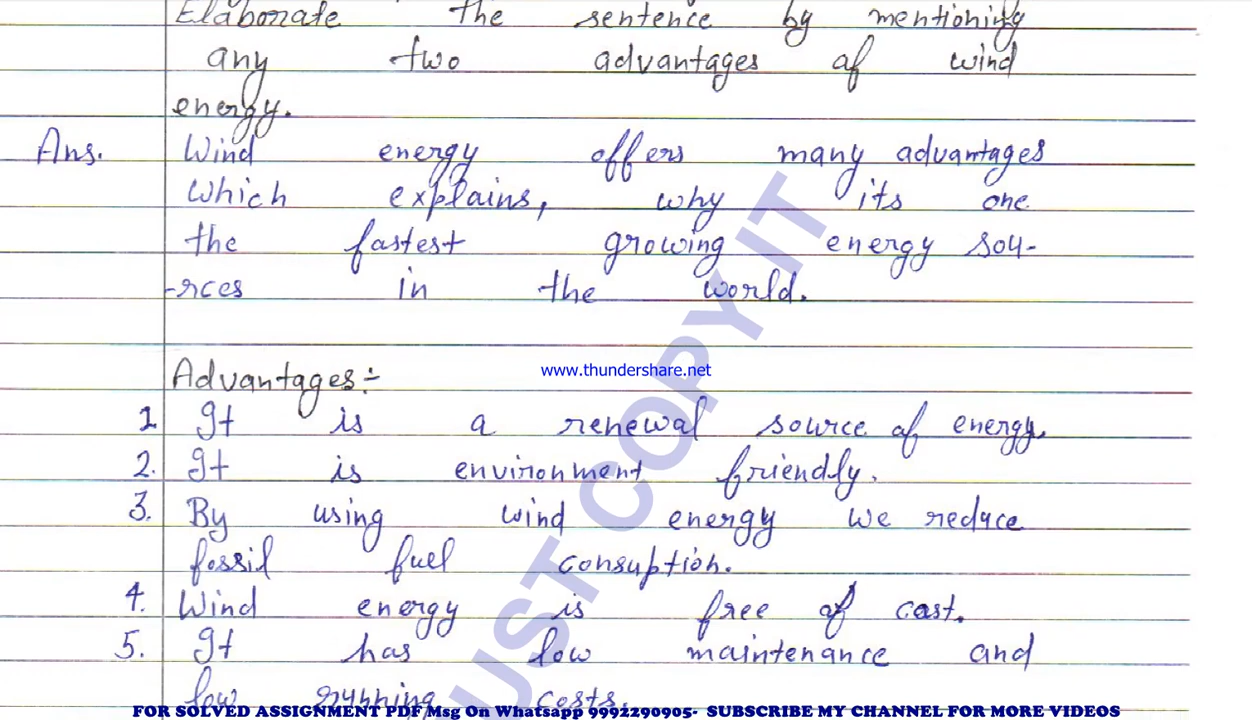 Elaborate the sentence by mentioning
any two advantages of wind
energy.
Ans. Wind energy offers many advantages
which explains, why its one
the fastest growing energy sou-
-rces in the world.
Advantages:-
www.thundershare.net
1. It is a renewal source of energy.
2. It is environment friendly.
3. By using wind energy we reduce
fossil fuel consuption.
4. Wind energy is free of cost.
5. It has low maintenance and
low running costs.
UST COPY IT
FOR SOLVED ASSIGNMENT PDF Msg On Whatsapp 9992290905- SUBSCRIBE MY CHANNEL FOR MORE VIDEOS